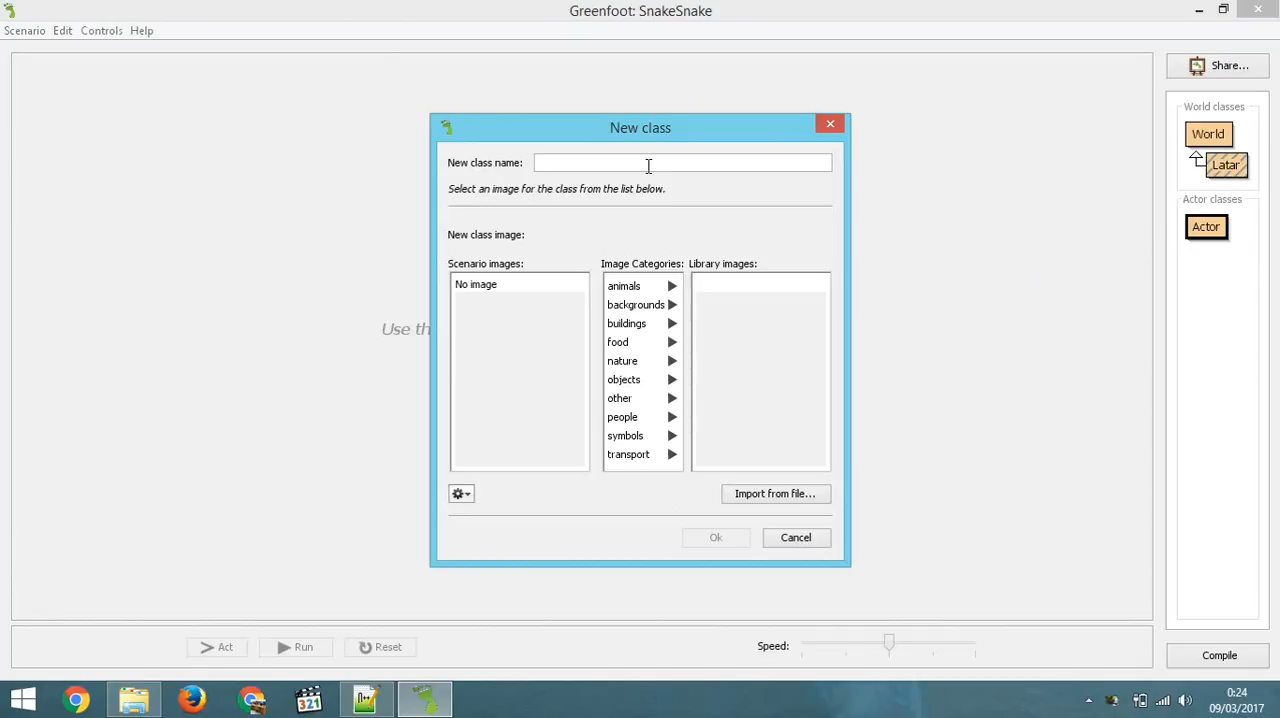 Greenfoot: SnakeSnake
Scenario Edit Controls Help
Share...
World classes
World
Latar
Actor classes
Actor
New class
New class name:
Select an image for the class from the list below.
New class image:
Scenario images: Image Categories: Library images:
No image
animals
backgrounds
buildings
food
nature
objects
other
people
symbols
transport
Import from file...
Ok Cancel
Use th
Act Run Reset Speed: Compile
321
0:24
09/03/2017